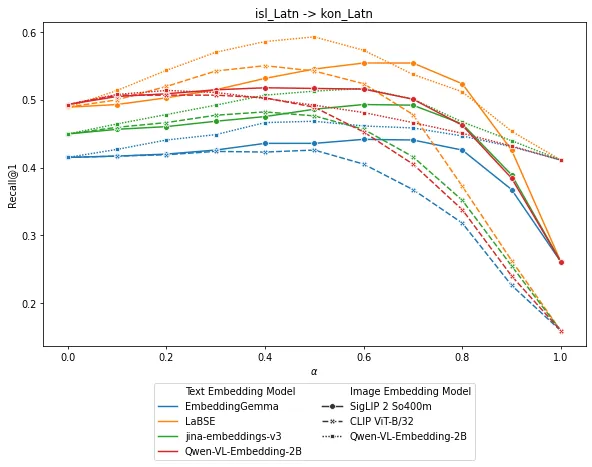 isl_Latn -> kon_Latn
0.6
0.5
0.4
0.3
0.2
Recall@1
0.0 0.2 0.4 0.6 0.8 1.0
α
Text Embedding Model
EmbeddingGemma
LaBSE
jina-embeddings-v3
Qwen-VL-Embedding-2B
Image Embedding Model
SigLIP 2 So400m
CLIP ViT-B/32
Qwen-VL-Embedding-2B